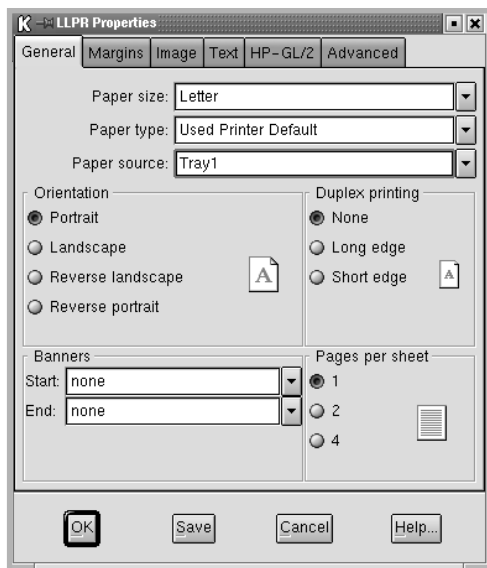 K LLPR Properties
General Margins Image Text HP-GL/2 Advanced
Paper size: Letter
Paper type: Used Printer Default
Paper source: Tray1
Orientation
Portrait
Landscape
Reverse landscape
Reverse portrait
A
Duplex printing
None
Long edge
Short edge
A
Banners
Start: none
End: none
Pages per sheet
1
2
4
OK Save Cancel Help...